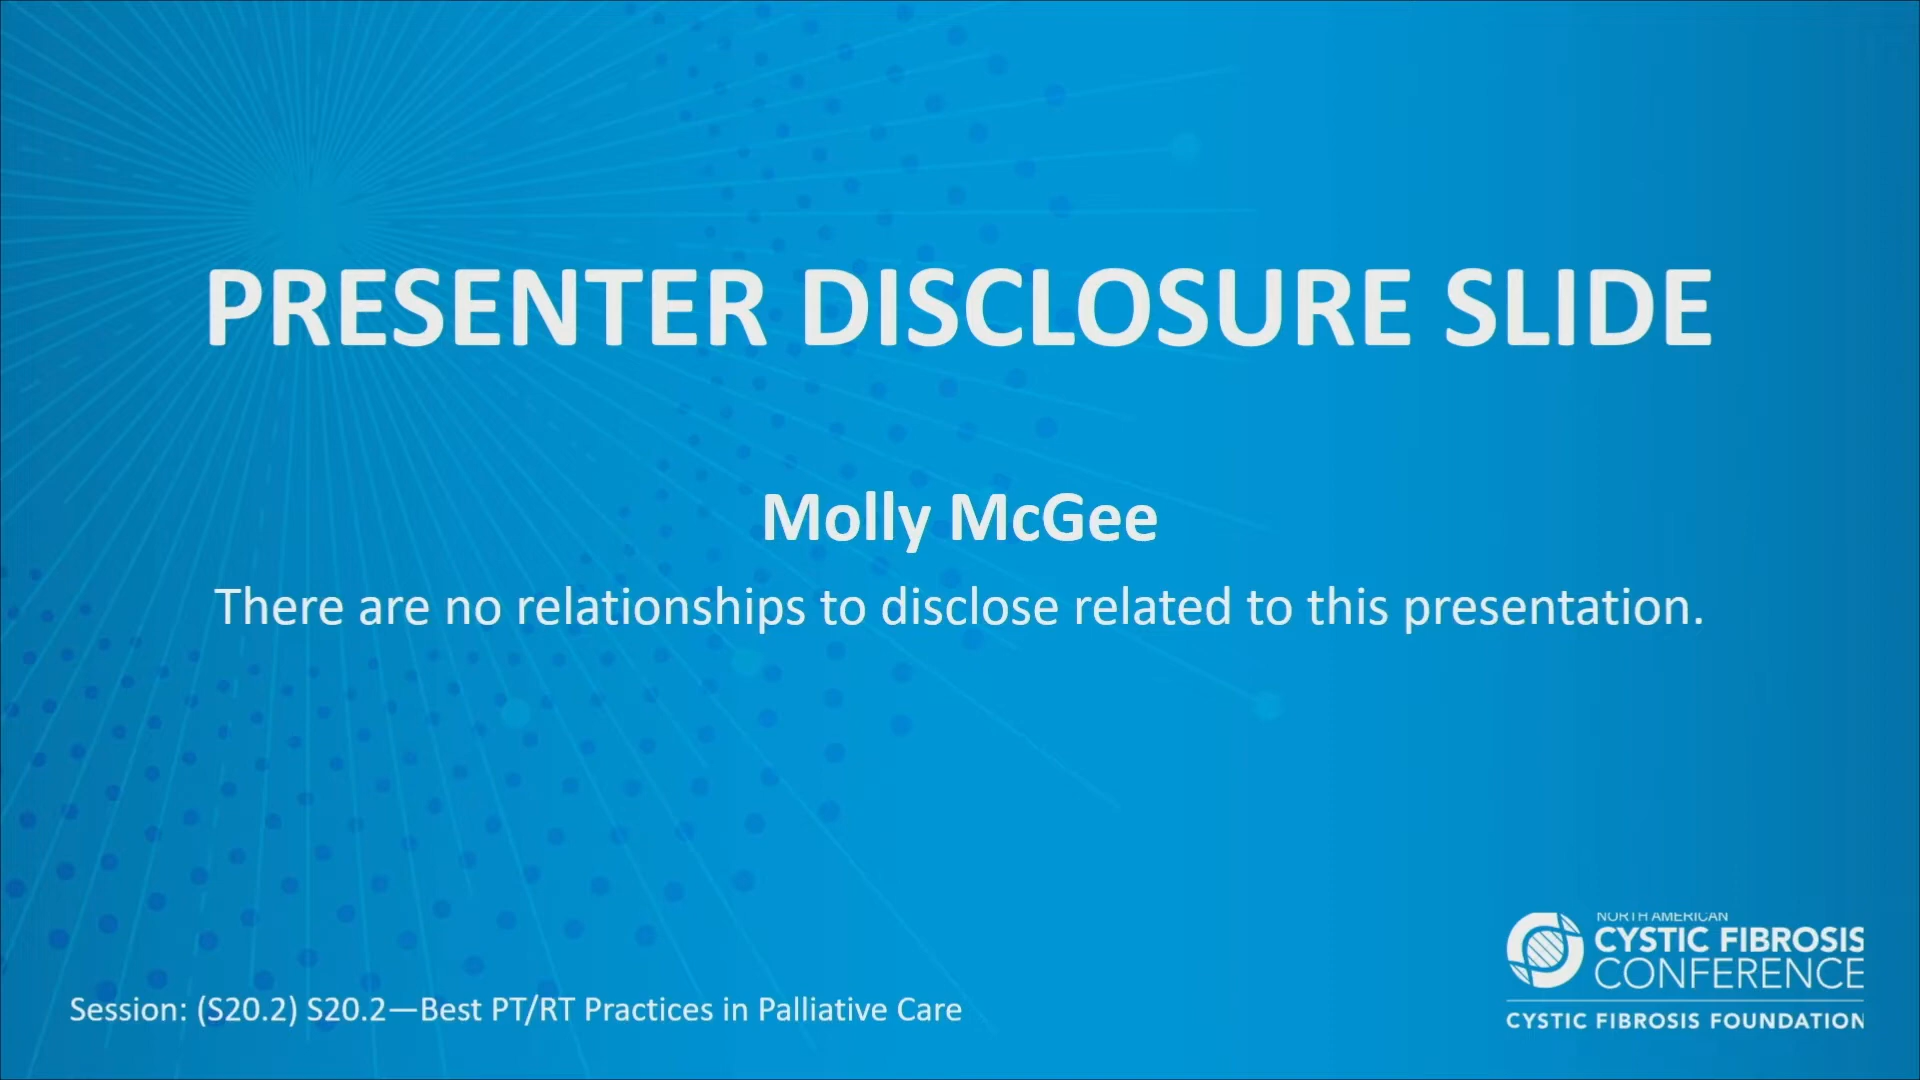 PRESENTER DISCLOSURE SLIDE
Molly McGee
There are no relationships to disclose related to this presentation.
Session: (S20.2) S20.2—Best PT/RT Practices in Palliative Care
NORTH AMERICAN
CYSTIC FIBROSIS
CONFERENCE
CYSTIC FIBROSIS FOUNDATION